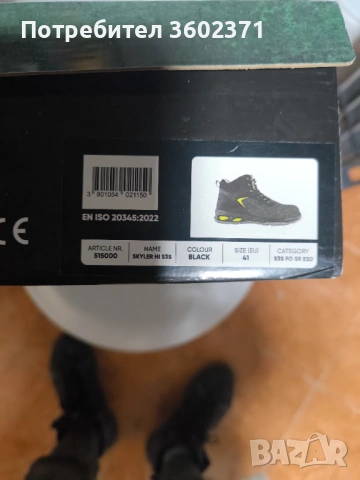 Потребител 3602371
3 801054 021150
EN ISO 20345:2022
CE
ARTICLE NR. NAME COLOUR SIZE (EU) CATEGORY
515000 SKYLER HI S3S BLACK 41 S3S FO SR ESD
BAZAR